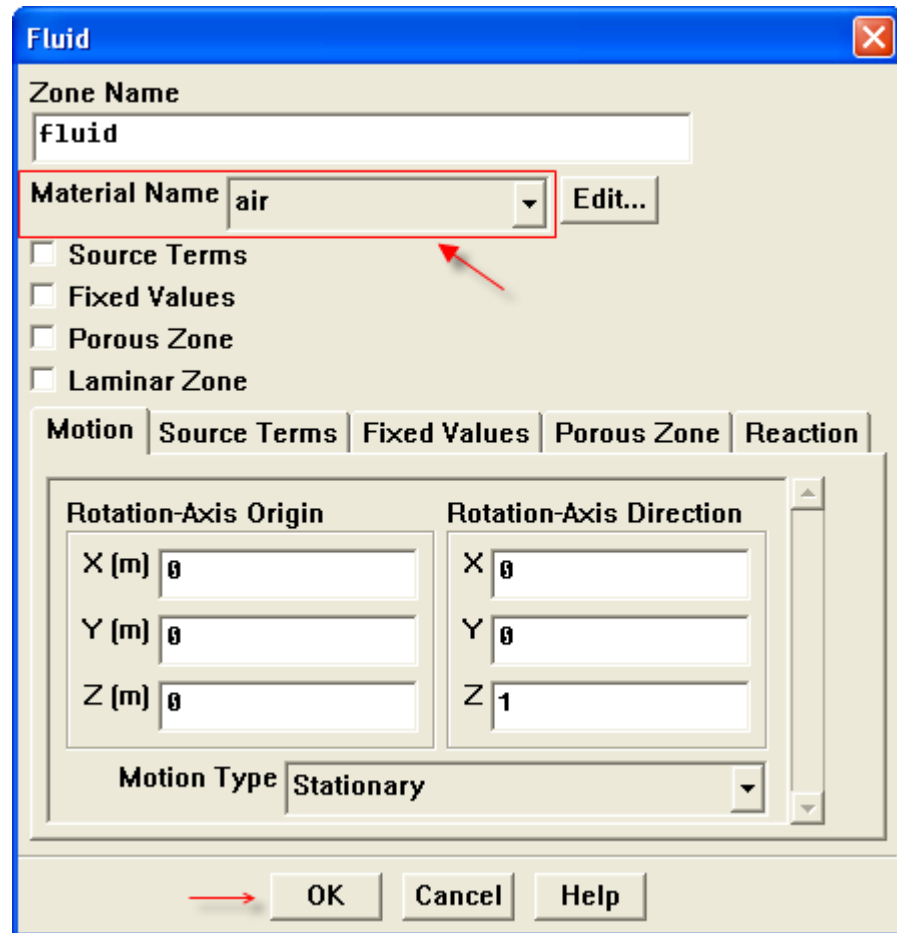 Fluid
Zone Name
fluid
Material Name air Edit...
Source Terms
Fixed Values
Porous Zone
Laminar Zone
Motion Source Terms Fixed Values Porous Zone Reaction
Rotation-Axis Origin Rotation-Axis Direction
X (m) 0 X 0
Y (m) 0 Y 0
Z (m) 0 Z 1
Motion Type Stationary
OK Cancel Help